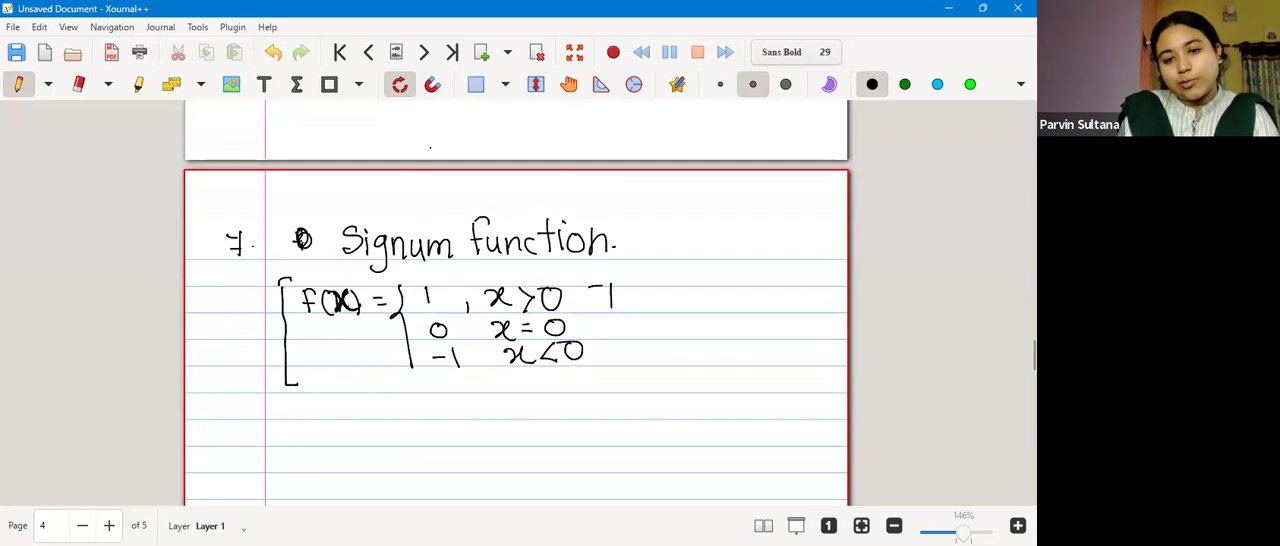 Unsaved Document - Xournal++
File Edit View Navigation Journal Tools Plugin Help
Sans Bold 29
Parvin Sultana
7. Signum function.
f(x) = { 1 , x > 0 -1
0 x = 0
-1 x < 0
Page 4 of 5 Layer Layer 1 146%